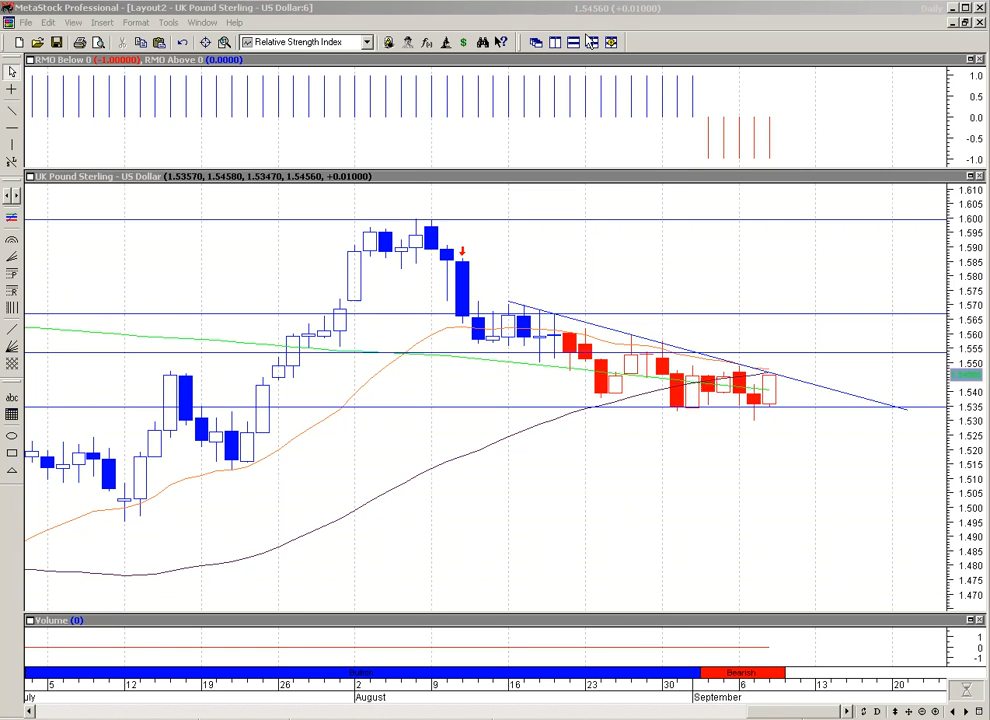 MetaStock Professional - [Layout2 - UK Pound Sterling - US Dollar:6]
1.54560 (+0.01000)
Daily
File Edit View Insert Format Tools Window Help
Relative Strength Index
RMO Below 0 (-1.00000), RMO Above 0 (0.0000)
1.0
0.5
0.0
-0.5
-1.0
UK Pound Sterling - US Dollar (1.53570, 1.54580, 1.53470, 1.54560, +0.01000)
1.610
1.600
1.595
1.590
1.585
1.580
1.575
1.570
1.565
1.560
1.555
1.550
1.540
1.535
1.530
1.525
1.520
1.515
1.510
1.505
1.500
1.495
1.490
1.485
1.480
1.475
1.470
abc
Volume (0)
1
0
-1
Bullish
Bearish
5 12 19 26 2 9 16 23 30 6 13 20
uly August September
D